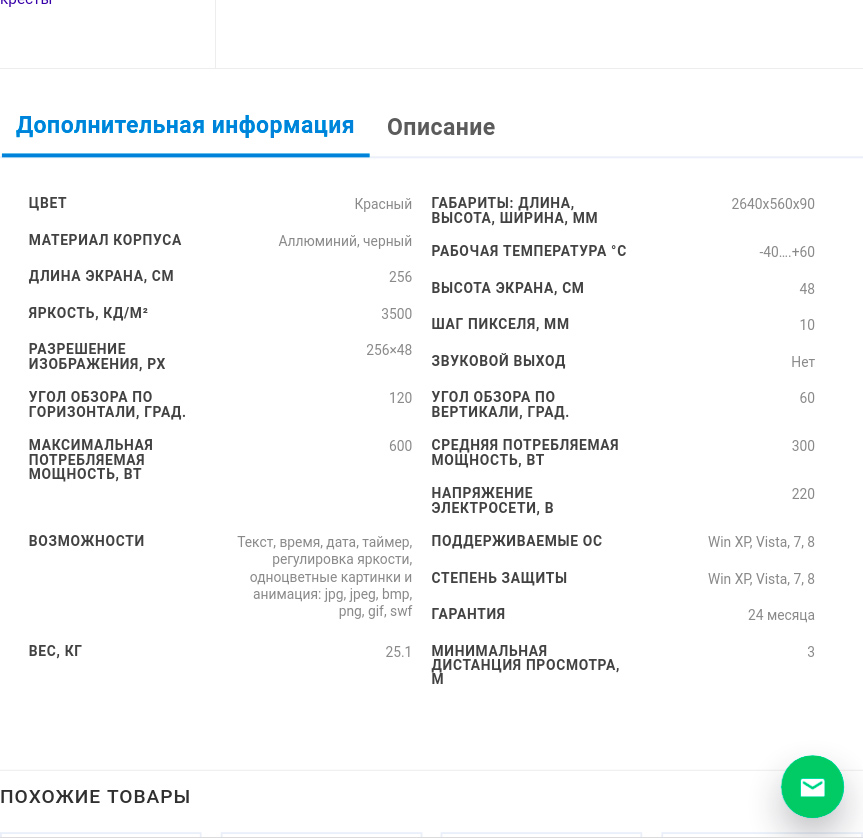 кресты
Дополнительная информация
Описание
ЦВЕТ
Красный
МАТЕРИАЛ КОРПУСА
Аллюминий, черный
ДЛИНА ЭКРАНА, СМ
256
ЯРКОСТЬ, КД/М²
3500
РАЗРЕШЕНИЕ
ИЗОБРАЖЕНИЯ, РХ
256×48
УГОЛ ОБЗОРА ПО
ГОРИЗОНТАЛИ, ГРАД.
120
МАКСИМАЛЬНАЯ
ПОТРЕБЛЯЕМАЯ
МОЩНОСТЬ, ВТ
600
ВОЗМОЖНОСТИ
Текст, время, дата, таймер,
регулировка яркости,
одноцветные картинки и
анимация: jpg, jpeg, bmp,
png, gif, swf
ВЕС, КГ
25.1
ГАБАРИТЫ: ДЛИНА,
ВЫСОТА, ШИРИНА, ММ
2640x560x90
РАБОЧАЯ ТЕМПЕРАТУРА °C
-40....+60
ВЫСОТА ЭКРАНА, СМ
48
ШАГ ПИКСЕЛЯ, ММ
10
ЗВУКОВОЙ ВЫХОД
Нет
УГОЛ ОБЗОРА ПО
ВЕРТИКАЛИ, ГРАД.
60
СРЕДНЯЯ ПОТРЕБЛЯЕМАЯ
МОЩНОСТЬ, ВТ
300
НАПРЯЖЕНИЕ
ЭЛЕКТРОСЕТИ, В
220
ПОДДЕРЖИВАЕМЫЕ ОС
Win XP, Vista, 7, 8
СТЕПЕНЬ ЗАЩИТЫ
Win XP, Vista, 7, 8
ГАРАНТИЯ
24 месяца
МИНИМАЛЬНАЯ
ДИСТАНЦИЯ ПРОСМОТРА,
М
3
ПОХОЖИЕ ТОВАРЫ